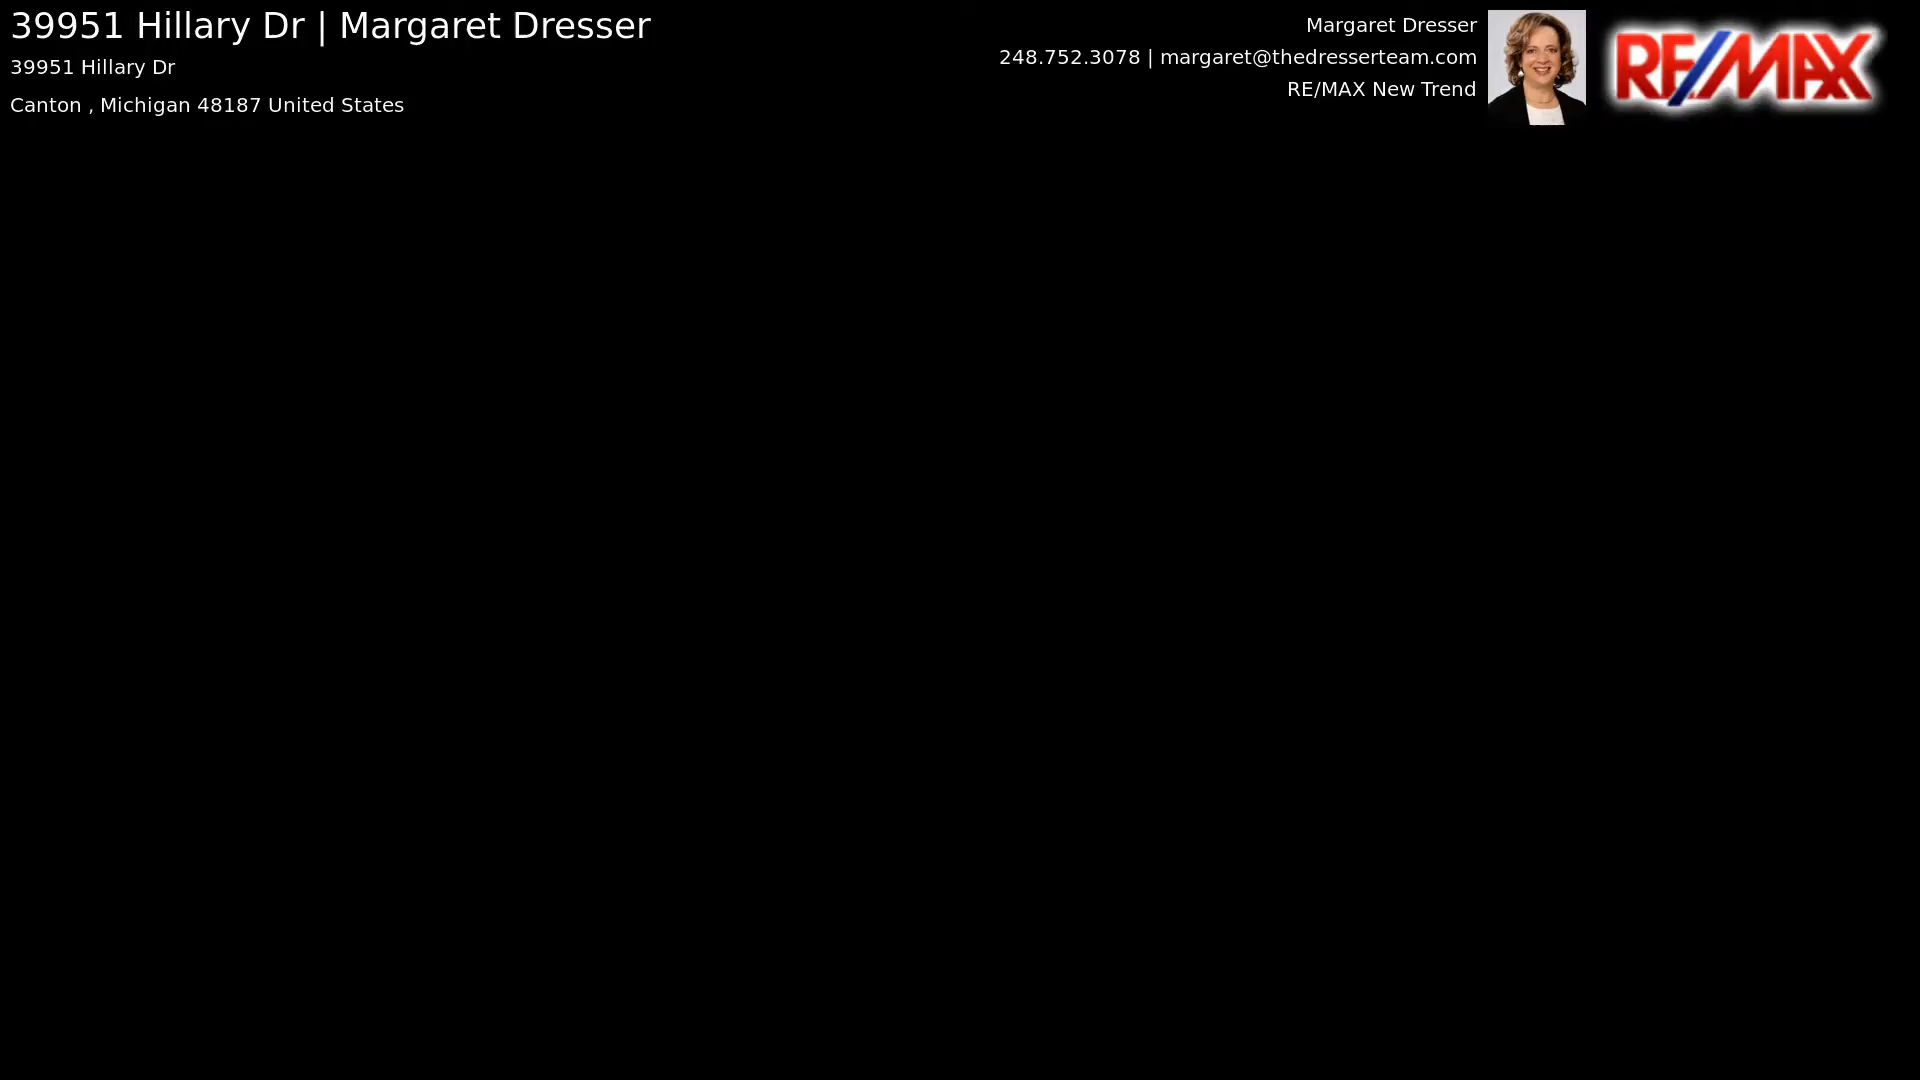 39951 Hillary Dr | Margaret Dresser
39951 Hillary Dr
Canton , Michigan 48187 United States
Margaret Dresser
248.752.3078 | margaret@thedresserteam.com
RE/MAX New Trend
RE/MAX